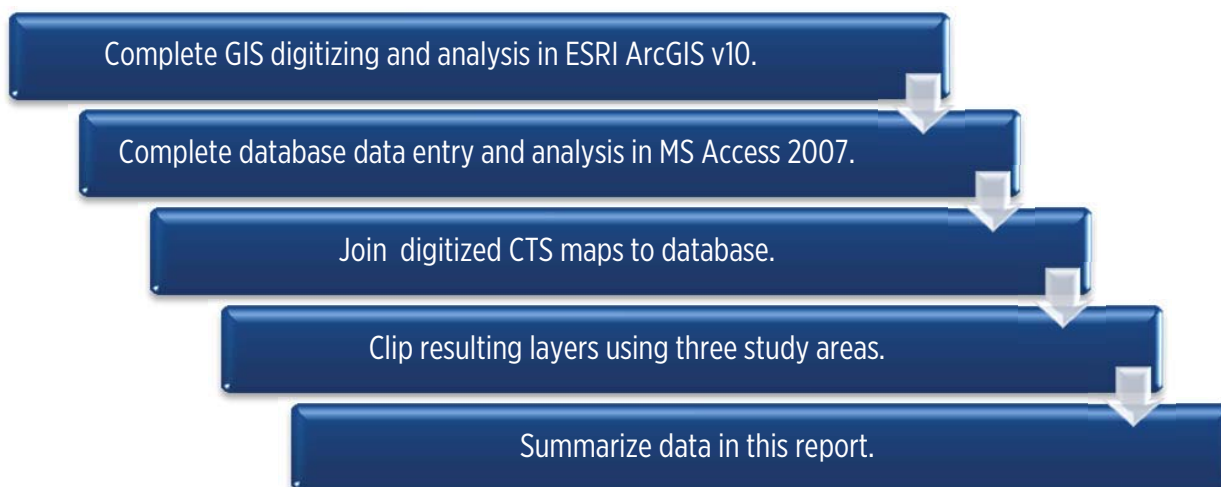 Complete GIS digitizing and analysis in ESRI ArcGIS v10.
Complete database data entry and analysis in MS Access 2007.
Join digitized CTS maps to database.
Clip resulting layers using three study areas.
Summarize data in this report.